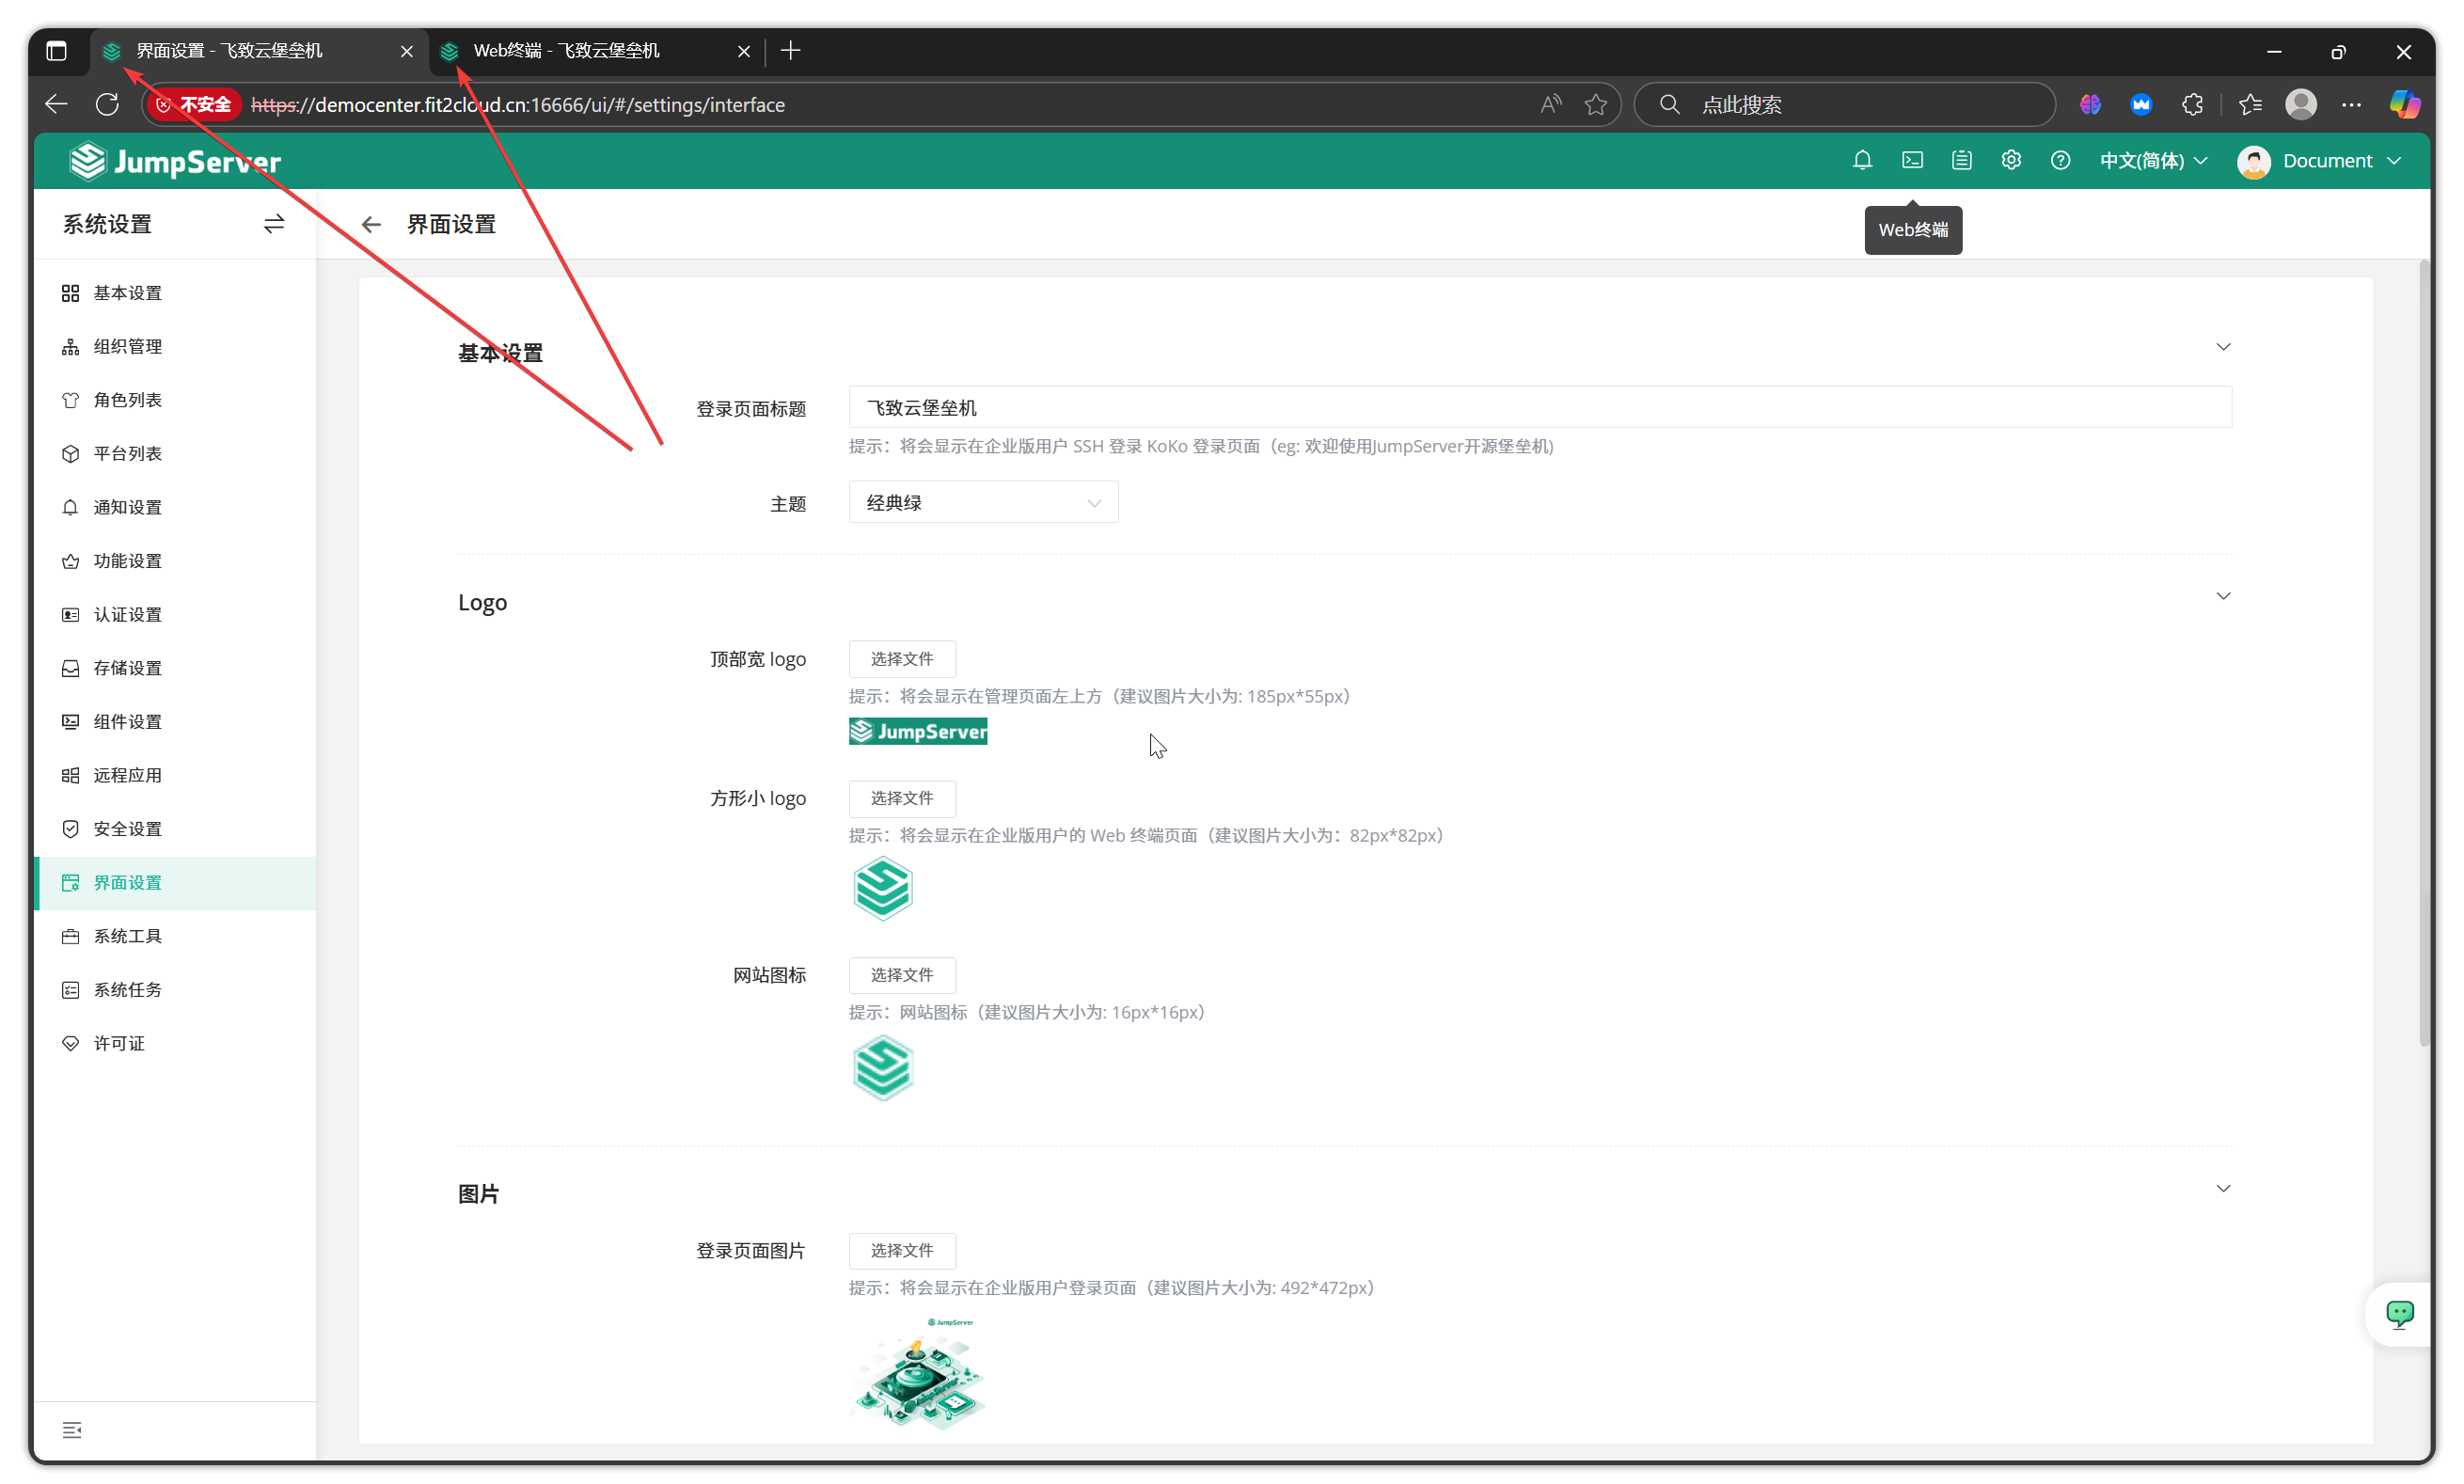 界面设置 - 飞致云堡垒机
Web终端 - 飞致云堡垒机
不安全
https://democenter.fit2cloud.cn:16666/ui/#/settings/interface
点此搜索
JumpServer
中文(简体)
Document
系统设置
界面设置
Web终端
基本设置
组织管理
角色列表
平台列表
通知设置
功能设置
认证设置
存储设置
组件设置
远程应用
安全设置
界面设置
系统工具
系统任务
许可证
基本设置
登录页面标题
飞致云堡垒机
提示：将会显示在企业版用户 SSH 登录 KoKo 登录页面（eg: 欢迎使用JumpServer开源堡垒机)
主题
经典绿
Logo
顶部宽 logo
选择文件
提示：将会显示在管理页面左上方（建议图片大小为: 185px*55px）
JumpServer
方形小 logo
选择文件
提示：将会显示在企业版用户的 Web 终端页面（建议图片大小为：82px*82px）
网站图标
选择文件
提示：网站图标（建议图片大小为: 16px*16px）
图片
登录页面图片
选择文件
提示：将会显示在企业版用户登录页面（建议图片大小为: 492*472px）
JumpServer